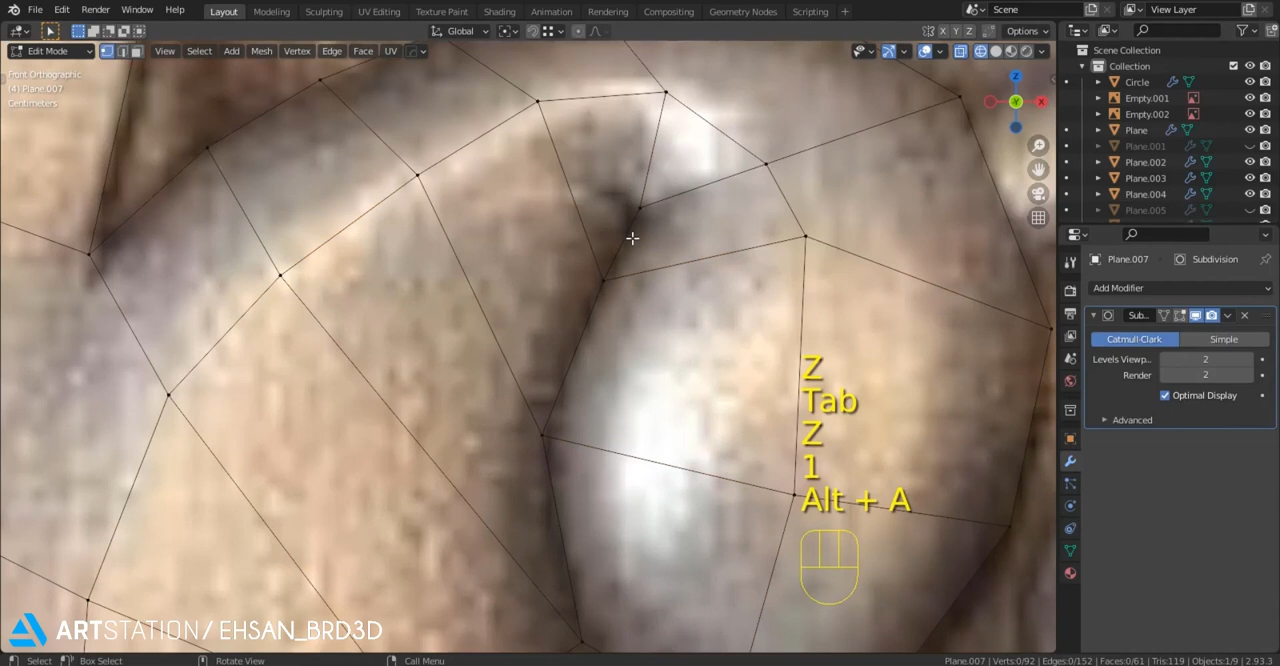 File Edit Render Window Help Layout Modeling Sculpting UV Editing Texture Paint Shading Animation Rendering Compositing Geometry Nodes Scripting + Scene View Layer
Global X Y Z Options
Edit Mode View Select Add Mesh Vertex Edge Face UV
Front Orthographic
(4) Plane.007
Centimeters
Z
X
Y
Scene Collection
Collection
Circle
Empty.001
Empty.002
Plane
Plane.001
Plane.002
Plane.003
Plane.004
Plane.005
Plane.007 Subdivision
Add Modifier
Sub..
Catmull-Clark Simple
Levels Viewp... 2
Render 2
Optimal Display
Advanced
Z
Tab
Z
1
Alt + A
ARTSTATION/EHSAN_BRD3D
Select Box Select Rotate View Call Menu Plane.007 | Verts:0/92 | Edges:0/152 | Faces:0/61 | Tris:119 | Objects:1/9 | 2.93.3